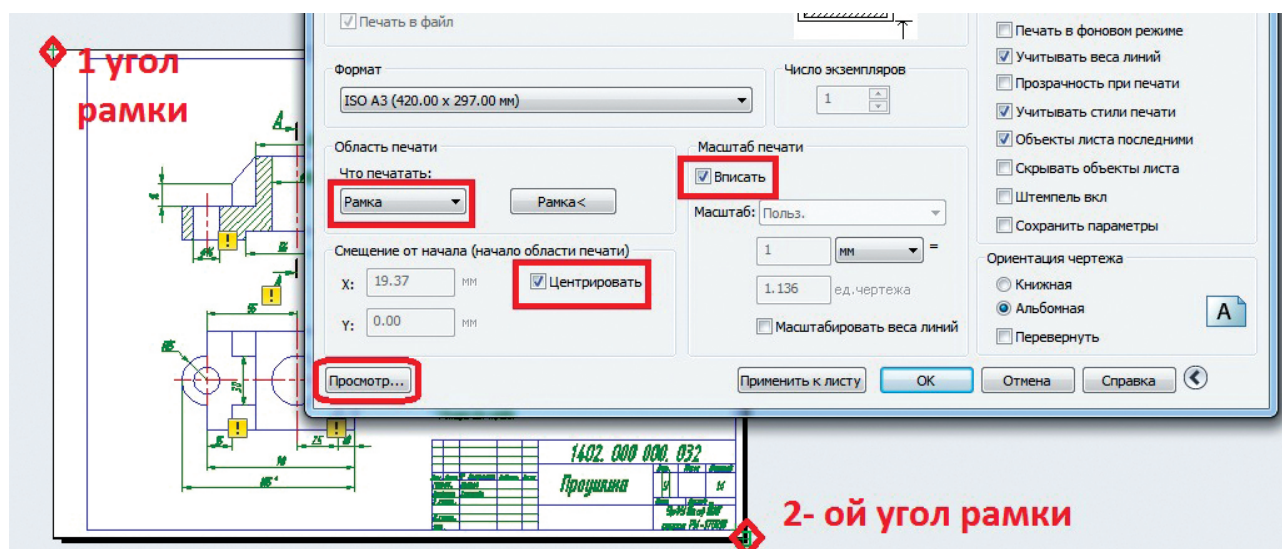 1 угол
рамки
Печать в файл
Формат
ISO A3 (420.00 x 297.00 мм)
Число экземпляров
1
Область печати
Что печатать:
Рамка
Рамка<
Смещение от начала (начало области печати)
X: 19.37 мм
Центрировать
Y: 0.00 мм
Просмотр...
Масштаб печати
Вписать
Масштаб: Польз.
1 мм =
1.136 ед.чертежа
Масштабировать веса линий
Печать в фоновом режиме
Учитывать веса линий
Прозрачность при печати
Учитывать стили печати
Объекты листа последними
Скрывать объекты листа
Штемпель вкл
Сохранить параметры
Ориентация чертежа
Книжная
Альбомная
Перевернуть
A
Применить к листу
OK
Отмена
Справка
A
A
56
30
1402. 000 000. 032
Проушина
2- ой угол рамки